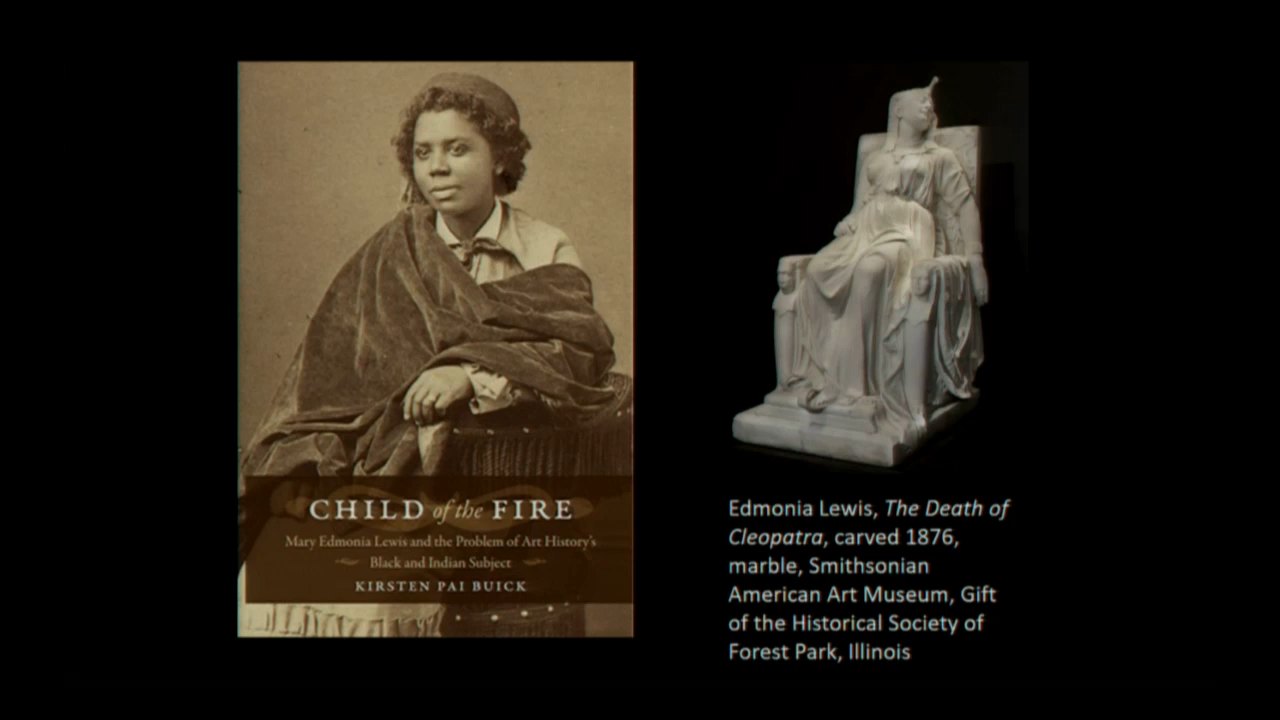 CHILD of the FIRE
Mary Edmonia Lewis and the Problem of Art History's
Black and Indian Subject
KIRSTEN PAI BUICK
Edmonia Lewis, The Death of
Cleopatra, carved 1876,
marble, Smithsonian
American Art Museum, Gift
of the Historical Society of
Forest Park, Illinois